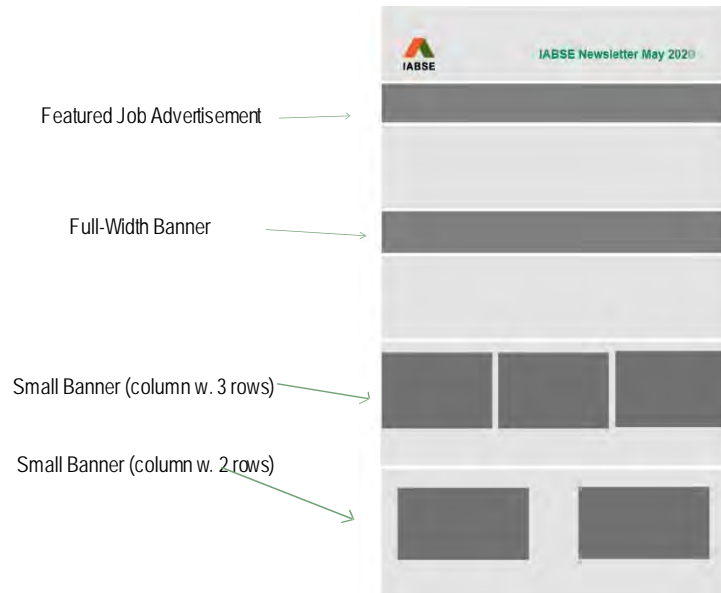 IABSE
IABSE Newsletter May 2020
Featured Job Advertisement
Full-Width Banner
Small Banner (column w. 3 rows)
Small Banner (column w. 2 rows)